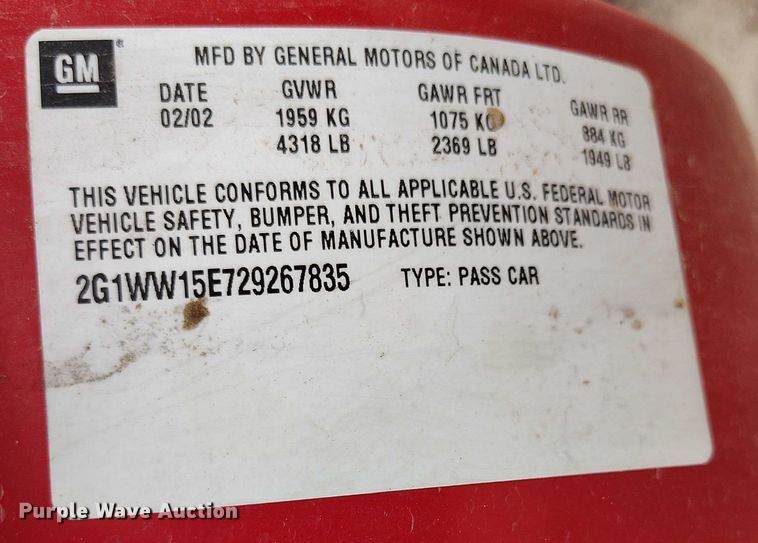 GM®
MFD BY GENERAL MOTORS OF CANADA LTD.
DATE GVWR GAWR FRT GAWR RR
02/02 1959 KG 1075 KG 884 KG
4318 LB 2369 LB 1949 LB
THIS VEHICLE CONFORMS TO ALL APPLICABLE U.S. FEDERAL MOTOR
VEHICLE SAFETY, BUMPER, AND THEFT PREVENTION STANDARDS IN
EFFECT ON THE DATE OF MANUFACTURE SHOWN ABOVE.
2G1WW15E729267835 TYPE: PASS CAR
Purple Wave Auction